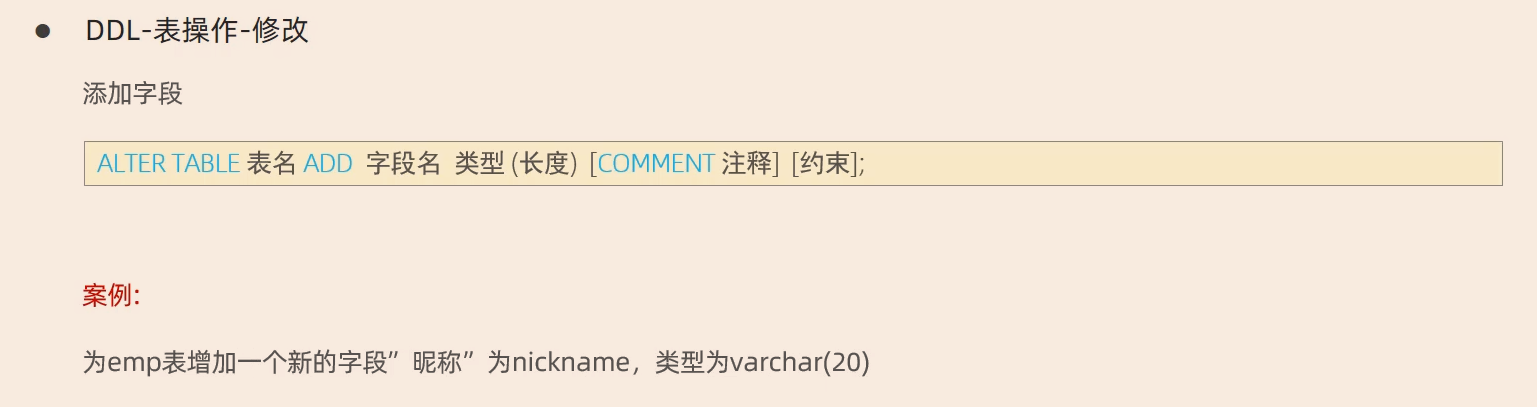 ● DDL-表操作-修改
添加字段
ALTER TABLE 表名 ADD 字段名 类型 (长度) [COMMENT 注释] [约束];
案例:
为emp表增加一个新的字段”昵称”为nickname，类型为varchar(20)